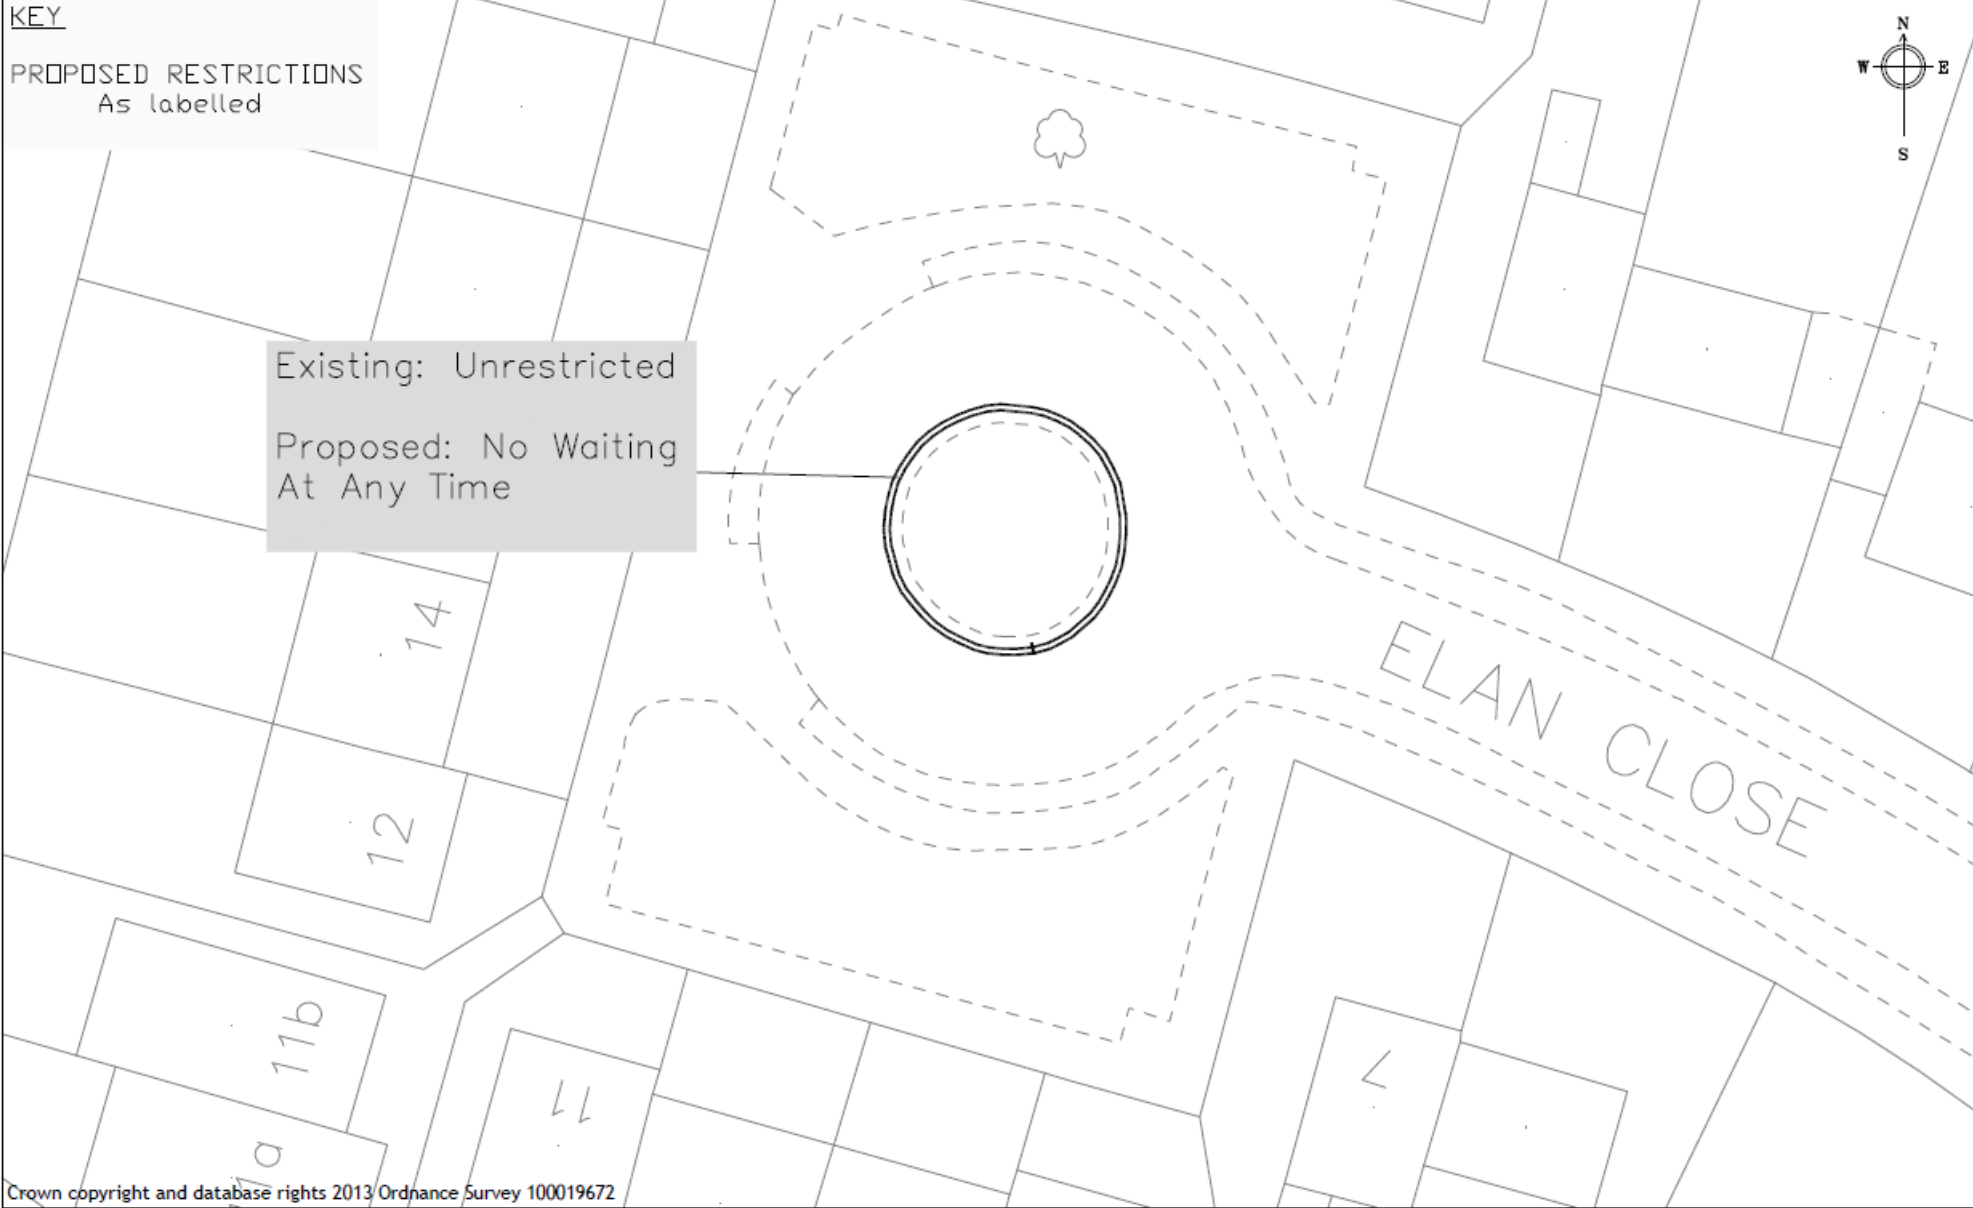 KEY
PROPOSED RESTRICTIONS
As labelled
N
W E
S
Existing: Unrestricted
Proposed: No Waiting
At Any Time
14
12
ELAN CLOSE
11b
11
7
Crown copyright and database rights 2013 Ordnance Survey 100019672